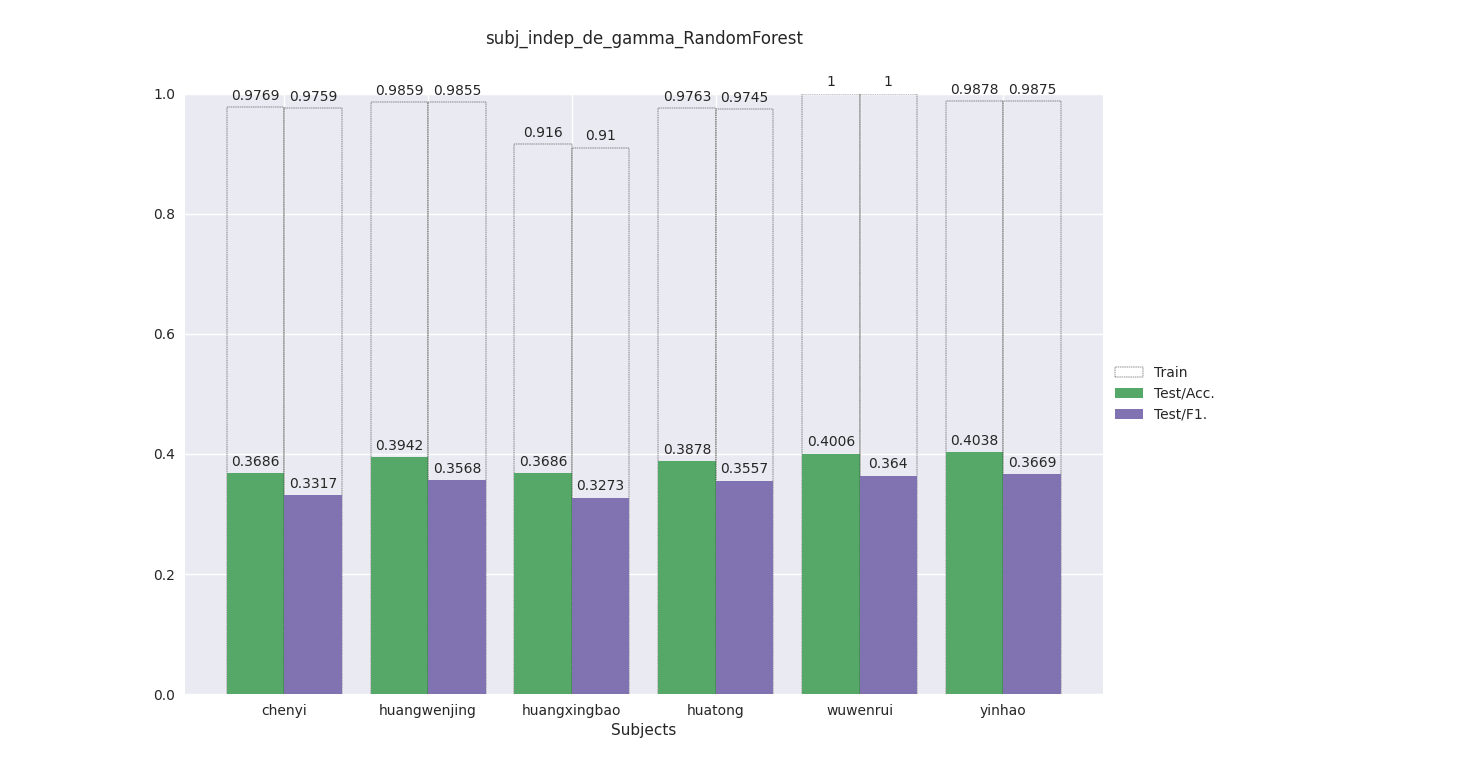 subj_indep_de_gamma_RandomForest
1 1
1.0 0.9769 0.9759 0.9859 0.9855 0.9763 0.9745 0.9878 0.9875
0.916 0.91
0.8
0.6
Train
Test/Acc.
Test/F1.
0.4 0.3686 0.3942 0.3686 0.3878 0.4006 0.4038
0.3317 0.3568 0.3273 0.3557 0.364 0.3669
0.2
0.0
chenyi huangwenjing huangxingbao huatong wuwenrui yinhao
Subjects